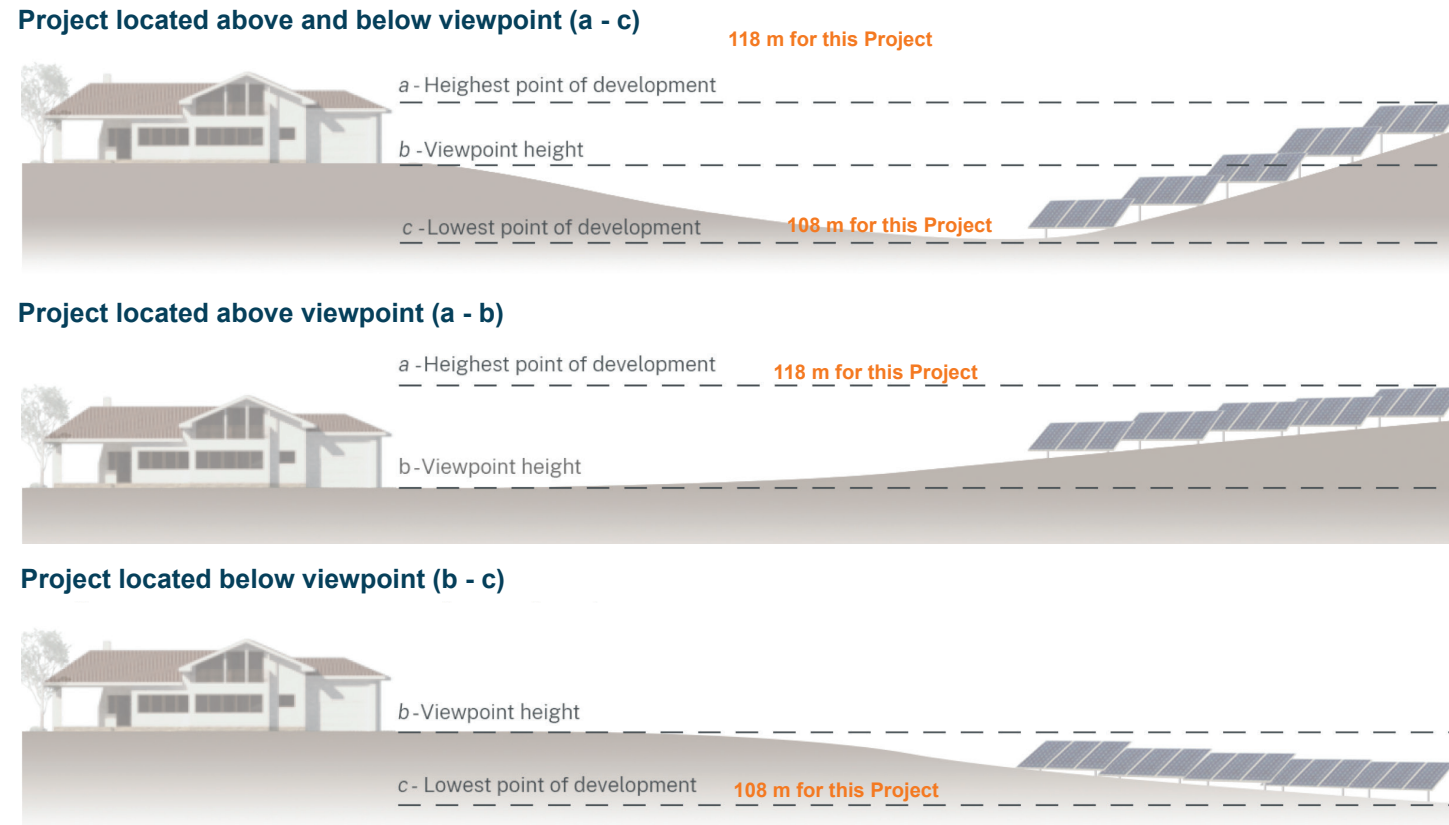 Project located above and below viewpoint (a - c)
118 m for this Project
a - Heighest point of development
b - Viewpoint height
c - Lowest point of development
108 m for this Project
Project located above viewpoint (a - b)
a - Heighest point of development
118 m for this Project
b - Viewpoint height
Project located below viewpoint (b - c)
b - Viewpoint height
c - Lowest point of development
108 m for this Project